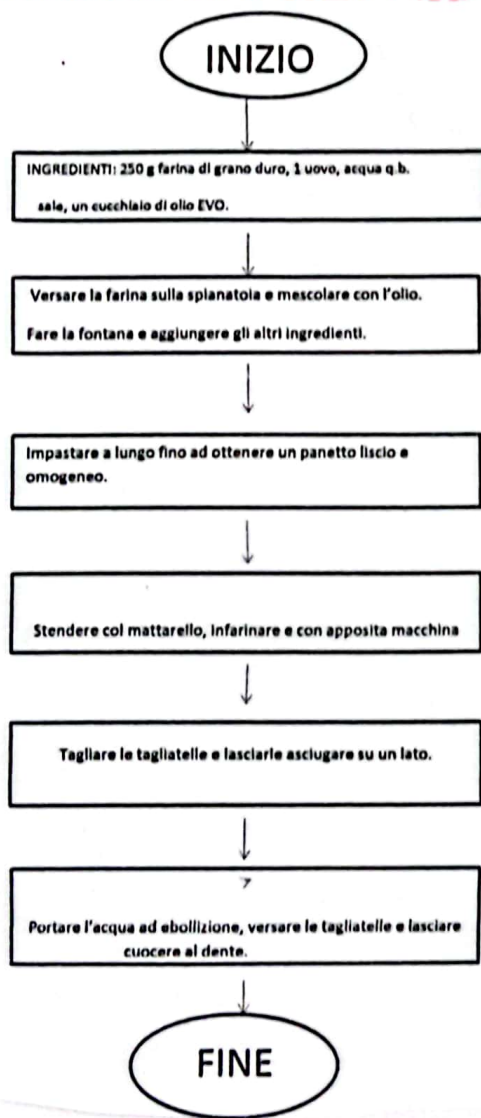 INIZIO
INGREDIENTI: 250 g farina di grano duro, 1 uovo, acqua q.b.
sale, un cucchiaio di olio EVO.
Versare la farina sulla spianatoia e mescolare con l'olio.
Fare la fontana e aggiungere gli altri ingredienti.
Impastare a lungo fino ad ottenere un panetto liscio e
omogeneo.
Stendere col mattarello, infarinare e con apposita macchina
Tagliare le tagliatelle e lasciarle asciugare su un lato.
Portare l'acqua ad ebollizione, versare le tagliatelle e lasciare
cuocere al dente.
FINE